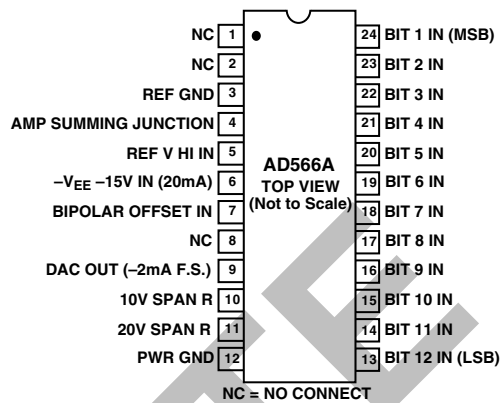 NC 1
NC 2
REF GND 3
AMP SUMMING JUNCTION 4
REF V HI IN 5
–VEE –15V IN (20mA) 6
BIPOLAR OFFSET IN 7
NC 8
DAC OUT (–2mA F.S.) 9
10V SPAN R 10
20V SPAN R 11
PWR GND 12
AD566A
TOP VIEW
(Not to Scale)
24 BIT 1 IN (MSB)
23 BIT 2 IN
22 BIT 3 IN
21 BIT 4 IN
20 BIT 5 IN
19 BIT 6 IN
18 BIT 7 IN
17 BIT 8 IN
16 BIT 9 IN
15 BIT 10 IN
14 BIT 11 IN
13 BIT 12 IN (LSB)
NC = NO CONNECT